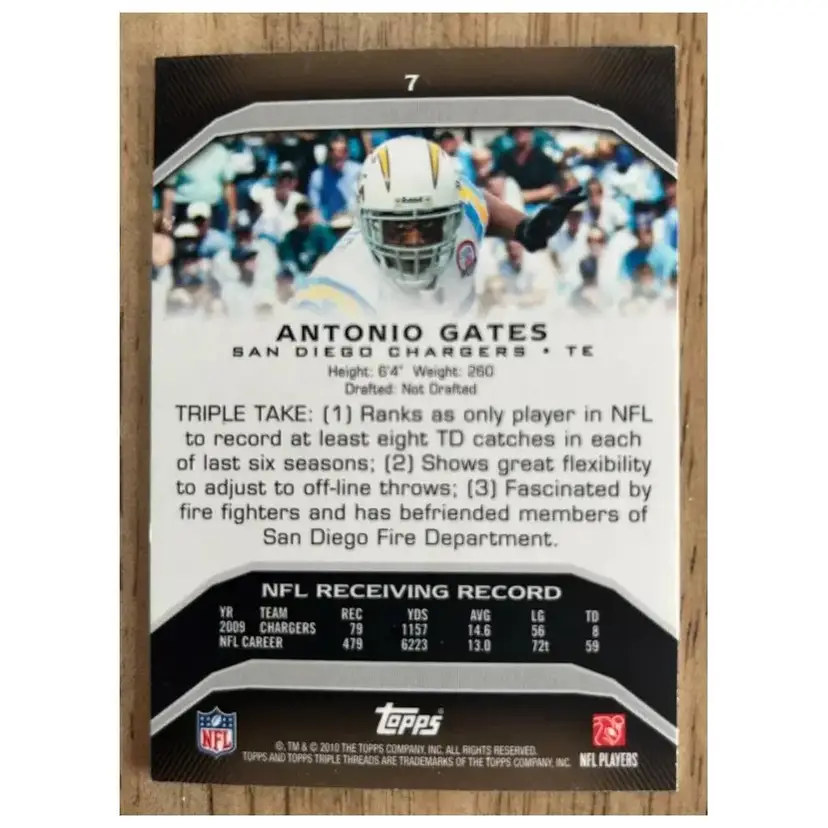 7
Riddell
ANTONIO GATES
SAN DIEGO CHARGERS • TE
Height: 6'4" Weight: 260
Drafted: Not Drafted
TRIPLE TAKE: (1) Ranks as only player in NFL
to record at least eight TD catches in each
of last six seasons; (2) Shows great flexibility
to adjust to off-line throws; (3) Fascinated by
fire fighters and has befriended members of
San Diego Fire Department.
NFL RECEIVING RECORD
YR TEAM REC YDS AVG LG TD
2009 CHARGERS 79 1157 14.6 56 8
NFL CAREER 479 6223 13.0 72t 59
NFL
topps®
®, TM & © 2010 THE TOPPS COMPANY, INC. ALL RIGHTS RESERVED.
TOPPS AND TOPPS TRIPLE THREADS ARE TRADEMARKS OF THE TOPPS COMPANY, INC.
NFL PLAYERS